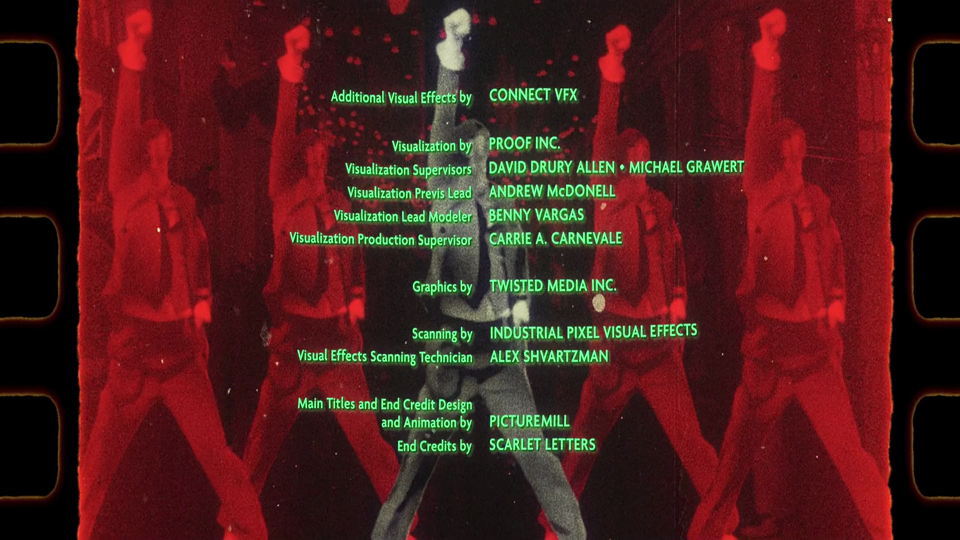 Additional Visual Effects by CONNECT VFX
Visualization by PROOF INC.
Visualization Supervisors DAVID DRURY ALLEN • MICHAEL GRAWERT
Visualization Previs Lead ANDREW McDONELL
Visualization Lead Modeler BENNY VARGAS
Visualization Production Supervisor CARRIE A. CARNEVALE
Graphics by TWISTED MEDIA INC.
Scanning by INDUSTRIAL PIXEL VISUAL EFFECTS
Visual Effects Scanning Technician ALEX SHVARTZMAN
Main Titles and End Credit Design
and Animation by PICTUREMILL
End Credits by SCARLET LETTERS